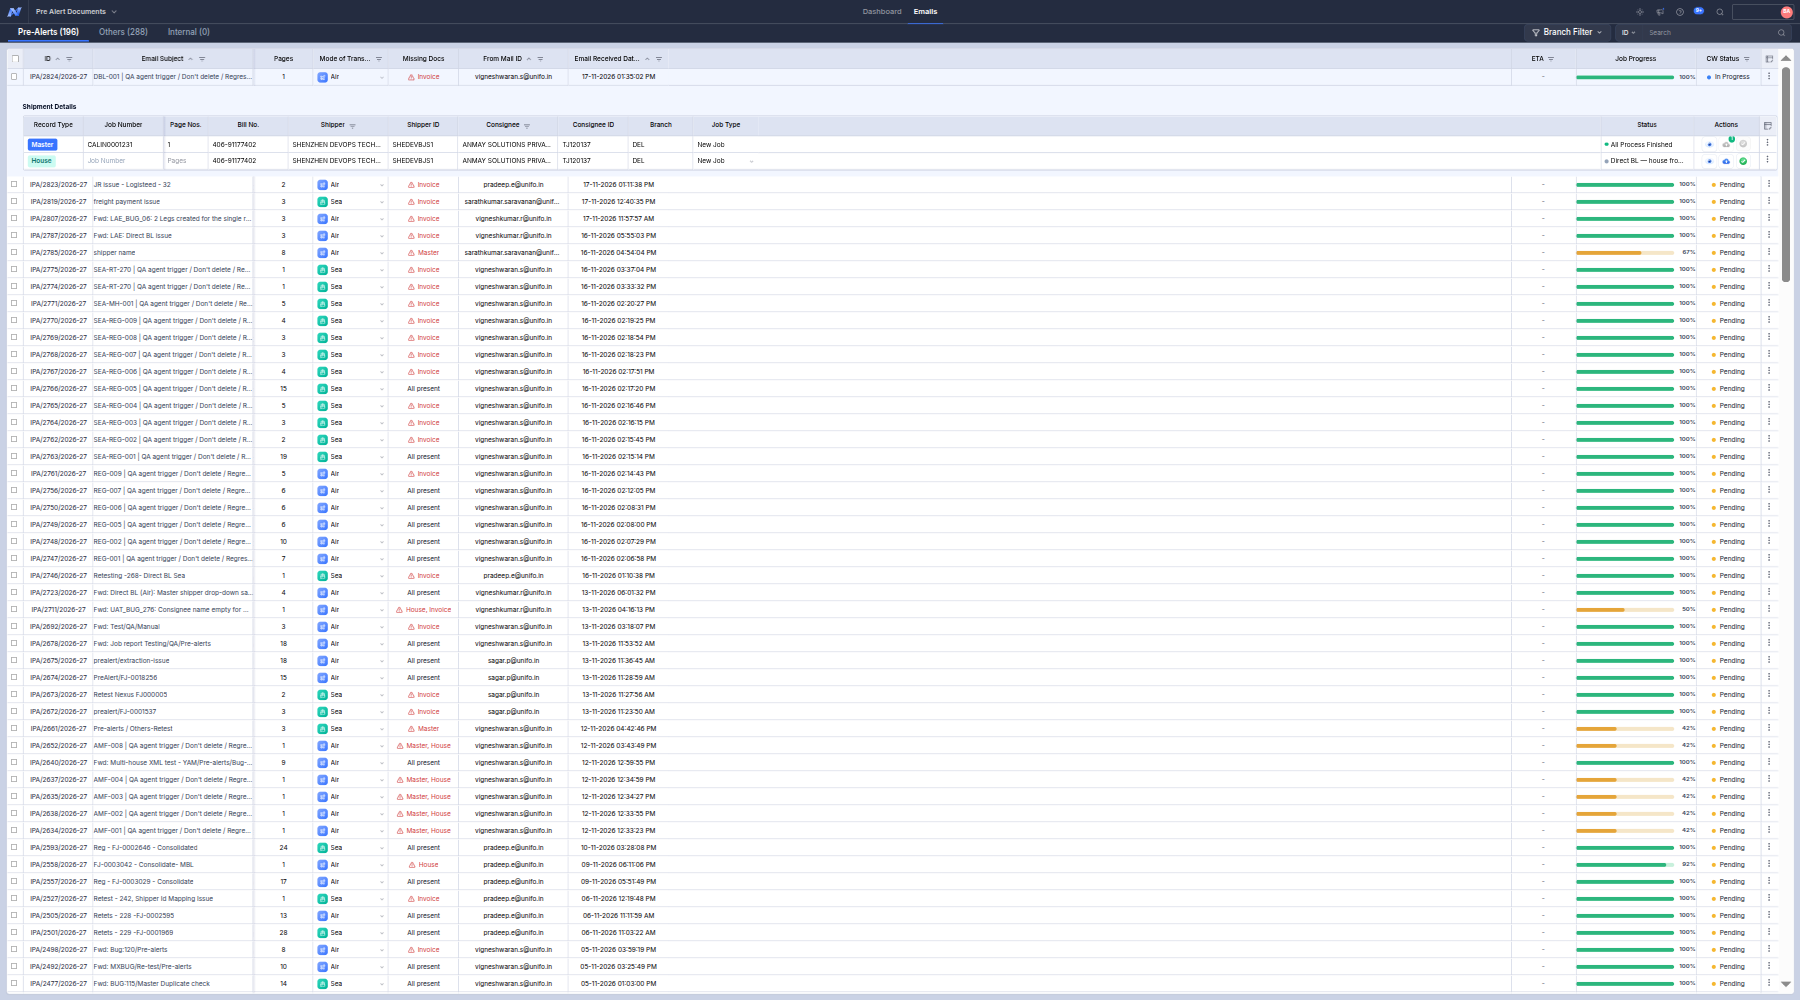 Pre Alert Documents Dashboard Emails 9+ SA
Pre-Alerts (196) Others (288) Internal (0) Branch Filter ID Search
ID Email Subject Pages Mode of Trans... Missing Docs From Mail ID Email Received Dat... ETA Job Progress CW Status
IPA/2824/2026-27 DBL-001 | QA agent trigger / Don't delete / Regres... 1 Air Invoice vigneshwaran.s@unifo.in 17-11-2026 01:35:02 PM - 100% In Progress
Shipment Details
Record Type Job Number Page Nos. Bill No. Shipper Shipper ID Consignee Consignee ID Branch Job Type Status Actions
Master CALIN0001231 1 406-91177402 SHENZHEN DEVOPS TECH... SHEDEVBJS1 ANMAY SOLUTIONS PRIVA... TJ120137 DEL New Job All Process Finished
House Job Number Pages 406-91177402 SHENZHEN DEVOPS TECH... SHEDEVBJS1 ANMAY SOLUTIONS PRIVA... TJ120137 DEL New Job Direct BL — house fro...
IPA/2823/2026-27 JR issue - Logisteed - 32 2 Air Invoice pradeep.e@unifo.in 17-11-2026 01:11:38 PM - 100% Pending
IPA/2819/2026-27 freight payment issue 3 Sea Invoice sarathkumar.saravanan@unif... 17-11-2026 12:40:35 PM - 100% Pending
IPA/2807/2026-27 Fwd: LAE_BUG_06: 2 Legs created for the single r... 3 Air Invoice vigneshkumar.r@unifo.in 17-11-2026 11:57:57 AM - 100% Pending
IPA/2787/2026-27 Fwd: LAE: Direct BL issue 3 Air Invoice vigneshkumar.r@unifo.in 16-11-2026 05:55:03 PM - 100% Pending
IPA/2785/2026-27 shipper name 8 Air Master sarathkumar.saravanan@unif... 16-11-2026 04:54:04 PM - 67% Pending
IPA/2775/2026-27 SEA-RT-270 | QA agent trigger / Don't delete / Re... 1 Sea Invoice vigneshwaran.s@unifo.in 16-11-2026 03:37:04 PM - 100% Pending
IPA/2774/2026-27 SEA-RT-270 | QA agent trigger / Don't delete / Re... 1 Sea Invoice vigneshwaran.s@unifo.in 16-11-2026 03:33:32 PM - 100% Pending
IPA/2771/2026-27 SEA-MH-001 | QA agent trigger / Don't delete / Re... 5 Sea Invoice vigneshwaran.s@unifo.in 16-11-2026 02:20:27 PM - 100% Pending
IPA/2770/2026-27 SEA-REG-009 | QA agent trigger / Don't delete / R... 4 Sea Invoice vigneshwaran.s@unifo.in 16-11-2026 02:19:25 PM - 100% Pending
IPA/2769/2026-27 SEA-REG-008 | QA agent trigger / Don't delete / R... 3 Sea Invoice vigneshwaran.s@unifo.in 16-11-2026 02:18:54 PM - 100% Pending
IPA/2768/2026-27 SEA-REG-007 | QA agent trigger / Don't delete / R... 3 Sea Invoice vigneshwaran.s@unifo.in 16-11-2026 02:18:23 PM - 100% Pending
IPA/2767/2026-27 SEA-REG-006 | QA agent trigger / Don't delete / R... 4 Sea Invoice vigneshwaran.s@unifo.in 16-11-2026 02:17:51 PM - 100% Pending
IPA/2766/2026-27 SEA-REG-005 | QA agent trigger / Don't delete / R... 15 Sea All present vigneshwaran.s@unifo.in 16-11-2026 02:17:20 PM - 100% Pending
IPA/2765/2026-27 SEA-REG-004 | QA agent trigger / Don't delete / R... 5 Sea Invoice vigneshwaran.s@unifo.in 16-11-2026 02:16:46 PM - 100% Pending
IPA/2764/2026-27 SEA-REG-003 | QA agent trigger / Don't delete / R... 3 Sea Invoice vigneshwaran.s@unifo.in 16-11-2026 02:16:15 PM - 100% Pending
IPA/2762/2026-27 SEA-REG-002 | QA agent trigger / Don't delete / R... 2 Sea Invoice vigneshwaran.s@unifo.in 16-11-2026 02:15:45 PM - 100% Pending
IPA/2763/2026-27 SEA-REG-001 | QA agent trigger / Don't delete / R... 19 Sea All present vigneshwaran.s@unifo.in 16-11-2026 02:15:14 PM - 100% Pending
IPA/2761/2026-27 REG-009 | QA agent trigger / Don't delete / Regre... 5 Air Invoice vigneshwaran.s@unifo.in 16-11-2026 02:14:43 PM - 100% Pending
IPA/2756/2026-27 REG-007 | QA agent trigger / Don't delete / Regre... 6 Air All present vigneshwaran.s@unifo.in 16-11-2026 02:12:05 PM - 100% Pending
IPA/2750/2026-27 REG-006 | QA agent trigger / Don't delete / Regre... 6 Air All present vigneshwaran.s@unifo.in 16-11-2026 02:08:31 PM - 100% Pending
IPA/2749/2026-27 REG-005 | QA agent trigger / Don't delete / Regre... 6 Air All present vigneshwaran.s@unifo.in 16-11-2026 02:08:00 PM - 100% Pending
IPA/2748/2026-27 REG-002 | QA agent trigger / Don't delete / Regre... 10 Air All present vigneshwaran.s@unifo.in 16-11-2026 02:07:29 PM - 100% Pending
IPA/2747/2026-27 REG-001 | QA agent trigger / Don't delete / Regres... 7 Air All present vigneshwaran.s@unifo.in 16-11-2026 02:06:58 PM - 100% Pending
IPA/2746/2026-27 Retesting -268- Direct BL Sea 1 Sea Invoice pradeep.e@unifo.in 16-11-2026 01:10:38 PM - 100% Pending
IPA/2723/2026-27 Fwd: Direct BL (Air): Master shipper drop-down sa... 4 Air All present vigneshkumar.r@unifo.in 13-11-2026 06:01:32 PM - 100% Pending
IPA/2711/2026-27 Fwd: UAT_BUG_276: Consignee name empty for ... 1 Air House, Invoice vigneshkumar.r@unifo.in 13-11-2026 04:16:13 PM - 50% Pending
IPA/2692/2026-27 Fwd: Test/QA/Manual 3 Air Invoice vigneshwaran.s@unifo.in 13-11-2026 03:18:07 PM - 100% Pending
IPA/2678/2026-27 Fwd: Job report Testing/QA/Pre-alerts 18 Air All present vigneshwaran.s@unifo.in 13-11-2026 11:53:52 AM - 100% Pending
IPA/2675/2026-27 prealert/extraction-issue 18 Air All present sagar.p@unifo.in 13-11-2026 11:36:45 AM - 100% Pending
IPA/2674/2026-27 PreAlert/FJ-0018256 15 Air All present sagar.p@unifo.in 13-11-2026 11:28:59 AM - 100% Pending
IPA/2673/2026-27 Retest Nexus FJ000005 2 Sea Invoice sagar.p@unifo.in 13-11-2026 11:27:56 AM - 100% Pending
IPA/2672/2026-27 prealert/FJ-0001537 3 Sea Invoice sagar.p@unifo.in 13-11-2026 11:23:50 AM - 100% Pending
IPA/2661/2026-27 Pre-alerts / Others-Retest 3 Sea Master vigneshwaran.s@unifo.in 12-11-2026 04:42:46 PM - 42% Pending
IPA/2652/2026-27 AMF-008 | QA agent trigger / Don't delete / Regre... 1 Air Master, House vigneshwaran.s@unifo.in 12-11-2026 03:43:49 PM - 42% Pending
IPA/2640/2026-27 Fwd: Multi-house XML test - YAM/Pre-alerts/Bug-... 9 Air All present vigneshwaran.s@unifo.in 12-11-2026 12:59:55 PM - 100% Pending
IPA/2637/2026-27 AMF-004 | QA agent trigger / Don't delete / Regre... 1 Air Master, House vigneshwaran.s@unifo.in 12-11-2026 12:34:59 PM - 42% Pending
IPA/2635/2026-27 AMF-003 | QA agent trigger / Don't delete / Regre... 1 Air Master, House vigneshwaran.s@unifo.in 12-11-2026 12:34:27 PM - 42% Pending
IPA/2638/2026-27 AMF-002 | QA agent trigger / Don't delete / Regre... 1 Air Master, House vigneshwaran.s@unifo.in 12-11-2026 12:33:55 PM - 42% Pending
IPA/2634/2026-27 AMF-001 | QA agent trigger / Don't delete / Regre... 1 Air Master, House vigneshwaran.s@unifo.in 12-11-2026 12:33:23 PM - 42% Pending
IPA/2593/2026-27 Reg - FJ-0002646 - Consolidated 24 Sea All present pradeep.e@unifo.in 10-11-2026 03:28:08 PM - 100% Pending
IPA/2558/2026-27 FJ-0003042 - Consolidate- MBL 1 Air House pradeep.e@unifo.in 09-11-2026 06:11:06 PM - 92% Pending
IPA/2557/2026-27 Reg - FJ-0003029 - Consolidate 17 Air All present pradeep.e@unifo.in 09-11-2026 05:51:49 PM - 100% Pending
IPA/2527/2026-27 Retest - 242, Shipper Id Mapping Issue 1 Sea Invoice pradeep.e@unifo.in 06-11-2026 12:19:48 PM - 100% Pending
IPA/2505/2026-27 Retets - 228 -FJ-0002595 13 Air All present pradeep.e@unifo.in 06-11-2026 11:11:59 AM - 100% Pending
IPA/2501/2026-27 Retets - 229 -FJ-0001969 28 Sea All present pradeep.e@unifo.in 06-11-2026 11:03:22 AM - 100% Pending
IPA/2498/2026-27 Fwd: Bug:120/Pre-alerts 8 Air Invoice vigneshwaran.s@unifo.in 05-11-2026 03:59:19 PM - 100% Pending
IPA/2492/2026-27 Fwd: MXBUG/Re-test/Pre-alerts 10 Air All present vigneshwaran.s@unifo.in 05-11-2026 03:25:49 PM - 100% Pending
IPA/2477/2026-27 Fwd: BUG:115/Master Duplicate check 14 Sea All present vigneshwaran.s@unifo.in 05-11-2026 01:03:00 PM - 100% Pending